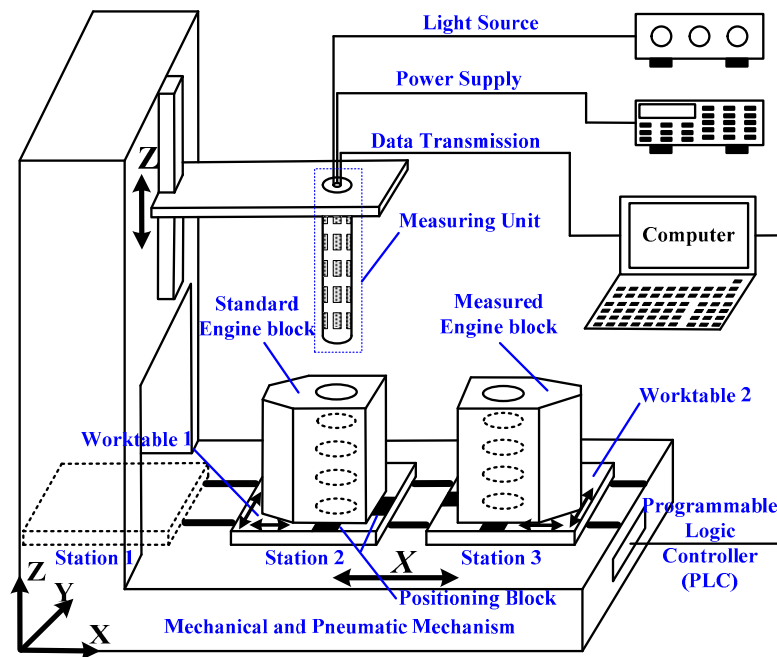 Light Source
Power Supply
Data Transmission
Z
Measuring Unit
Computer
Standard
Engine block
Measured
Engine block
Worktable 1
Worktable 2
Station 1
Station 2
Station 3
Programmable
Logic
Controller
(PLC)
X
Positioning Block
Z
Y
X
Mechanical and Pneumatic Mechanism